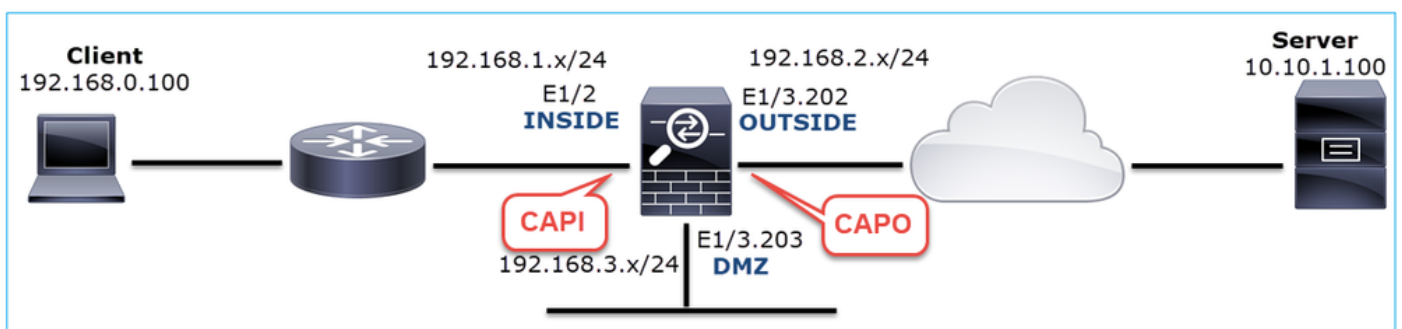 Client
192.168.0.100
192.168.1.x/24
E1/2
INSIDE
192.168.2.x/24
E1/3.202
OUTSIDE
Server
10.10.1.100
CAPI
CAPO
E1/3.203
192.168.3.x/24
DMZ